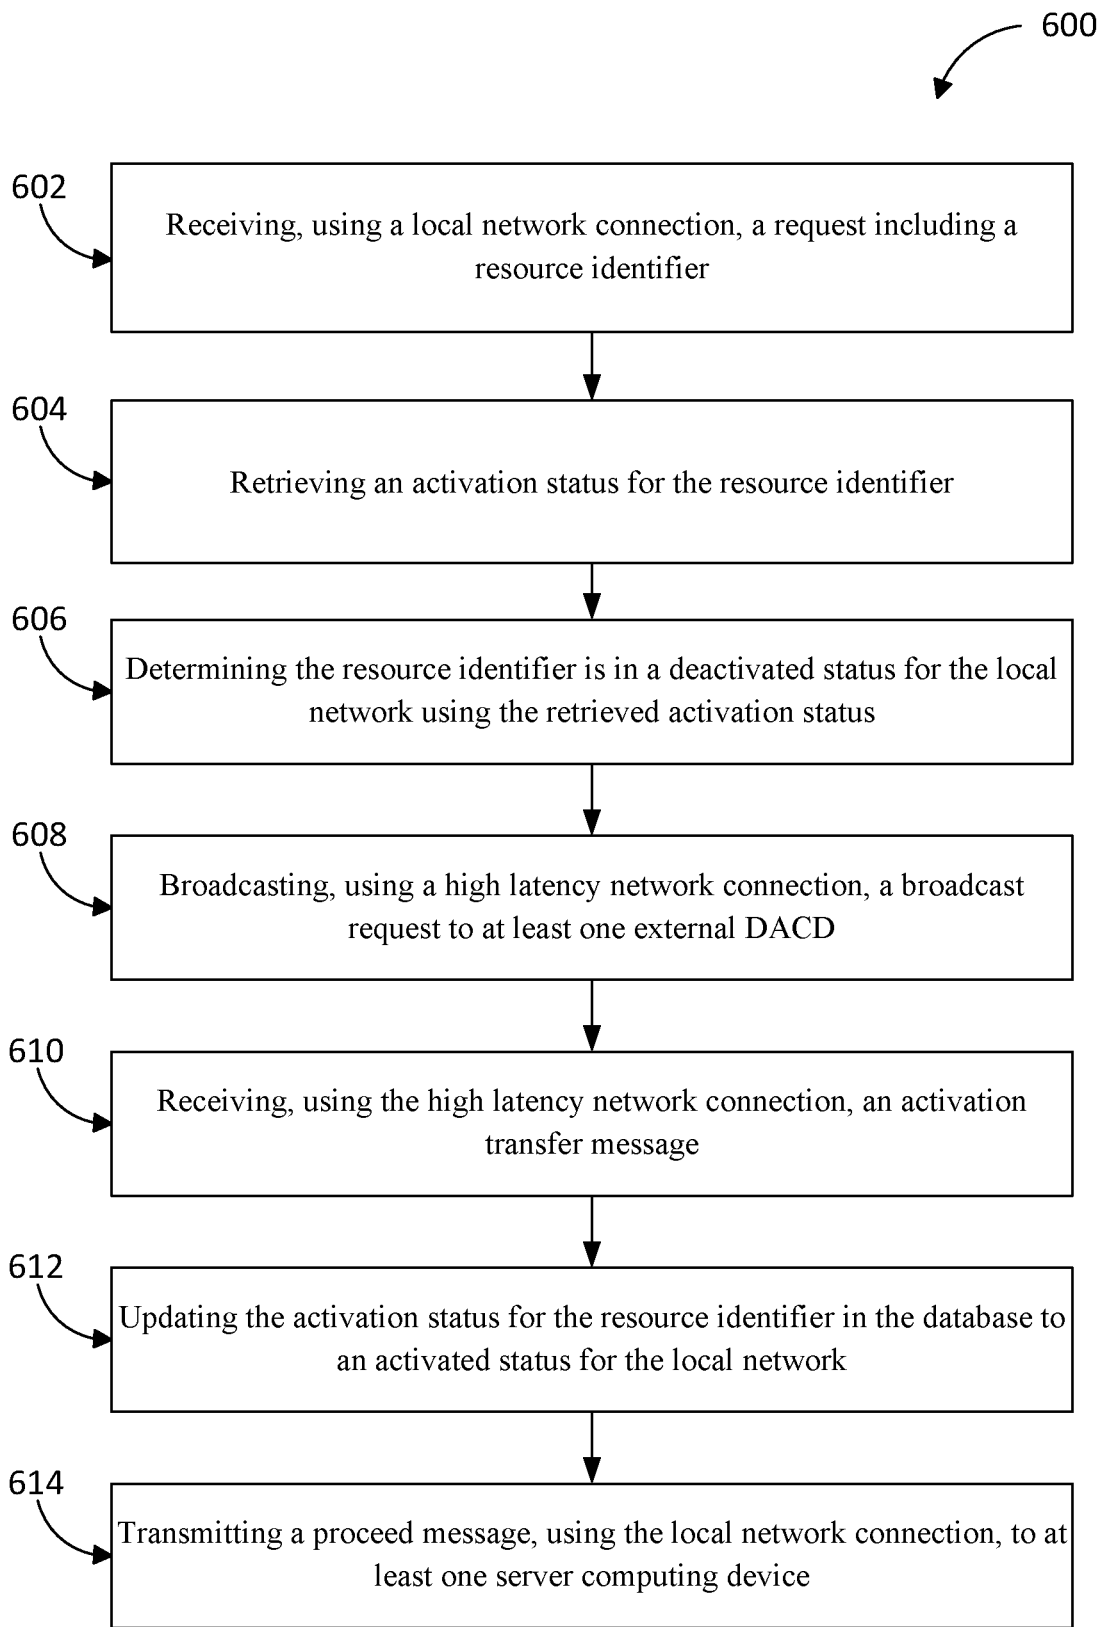 600
602
Receiving, using a local network connection, a request including a
resource identifier
604
Retrieving an activation status for the resource identifier
606
Determining the resource identifier is in a deactivated status for the local
network using the retrieved activation status
608
Broadcasting, using a high latency network connection, a broadcast
request to at least one external DACD
610
Receiving, using the high latency network connection, an activation
transfer message
612
Updating the activation status for the resource identifier in the database to
an activated status for the local network
614
Transmitting a proceed message, using the local network connection, to at
least one server computing device